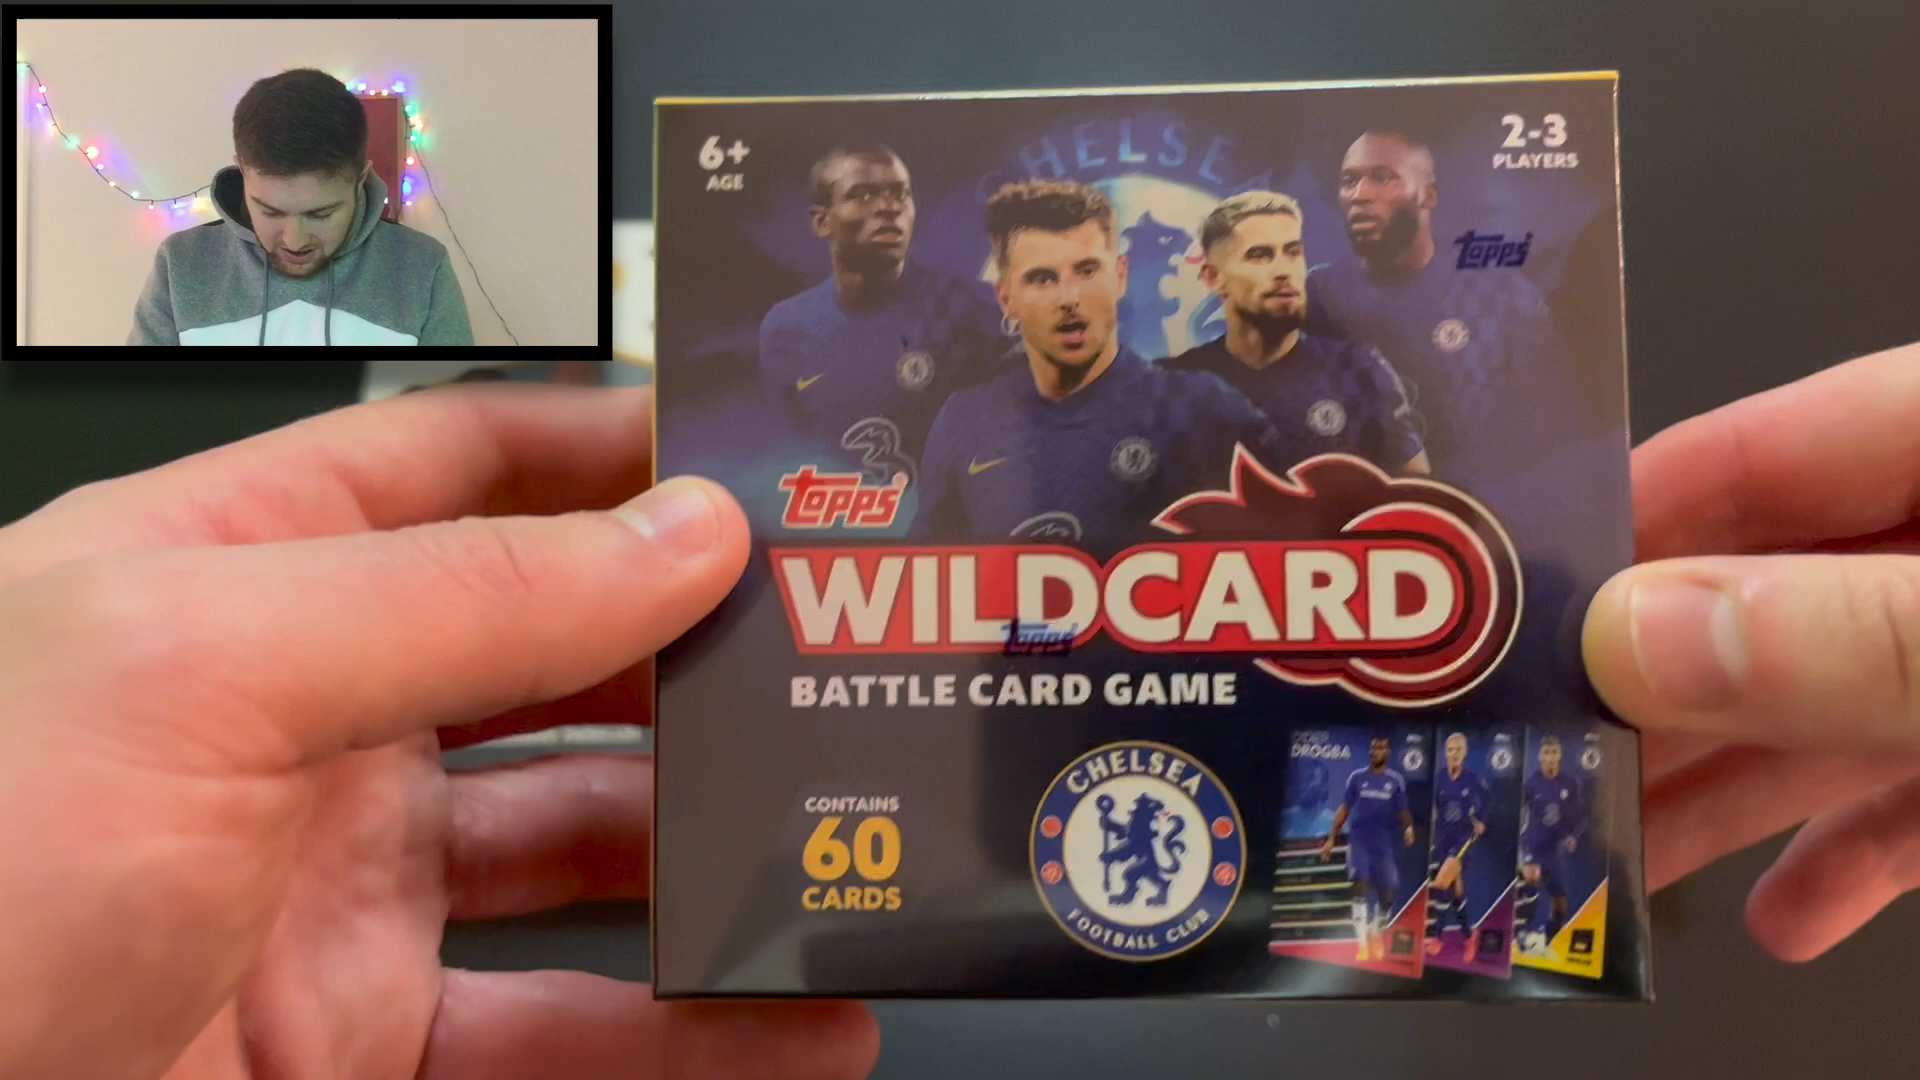 6+
AGE
2-3
PLAYERS
CHELSEA
topps
topps
WILDCARD
topps
BATTLE CARD GAME
CONTAINS
60
CARDS
CHELSEA
FOOTBALL CLUB
DROGBA